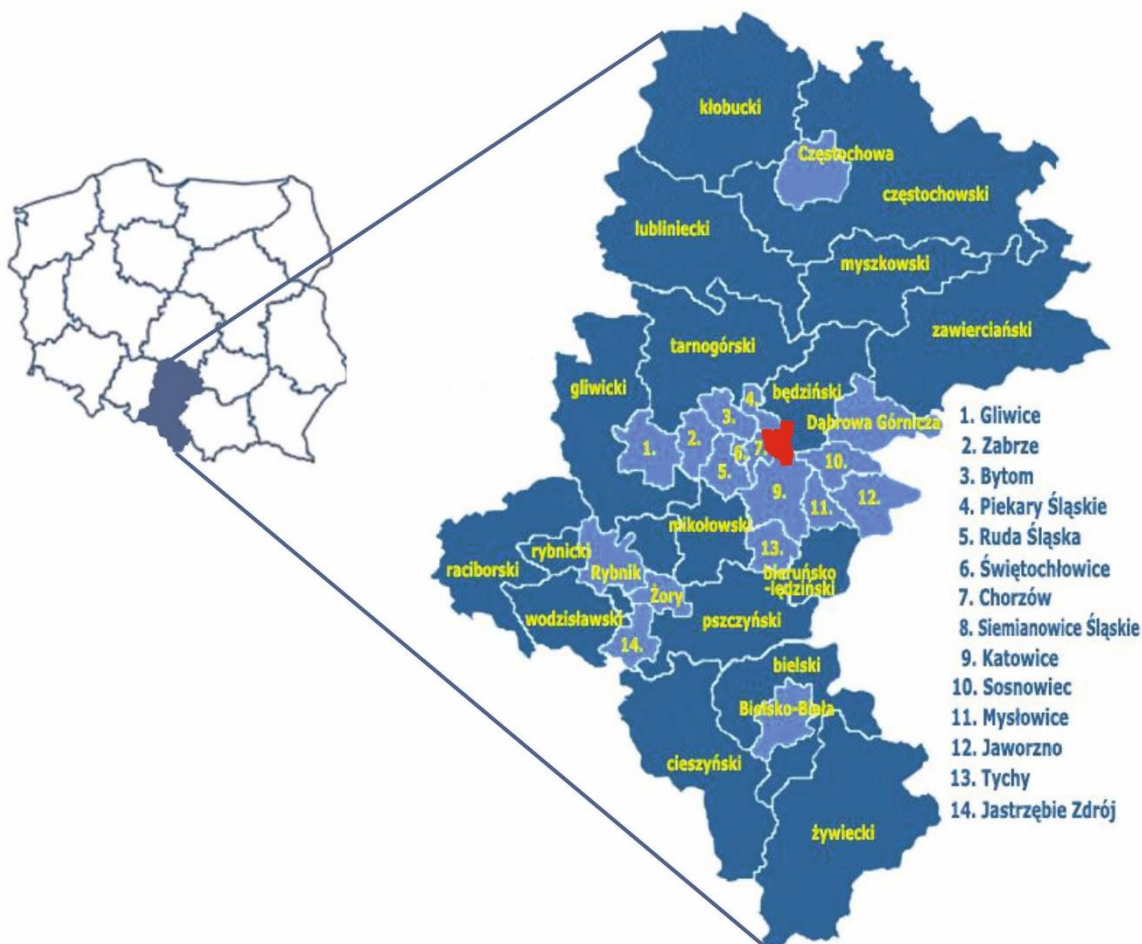 kłobucki
Częstochowa
częstochowski
lubliniecki
myszkowski
zawierciański
tarnogórski
gliwicki
będziński
4.
3.
Dąbrowa Górnicza
1.
2.
6.
7.
5.
10.
9.
11.
12.
mikołowski
13.
rybnicki
raciborski
Rybnik
bieruńsko
-lędziński
Żory
wodzisławski
pszczyński
14.
bielski
Bielsko-Biała
cieszyński
żywiecki
1. Gliwice
2. Zabrze
3. Bytom
4. Piekary Śląskie
5. Ruda Śląska
6. Świętochłowice
7. Chorzów
8. Siemianowice Śląskie
9. Katowice
10. Sosnowiec
11. Mysłowice
12. Jaworzno
13. Tychy
14. Jastrzębie Zdrój